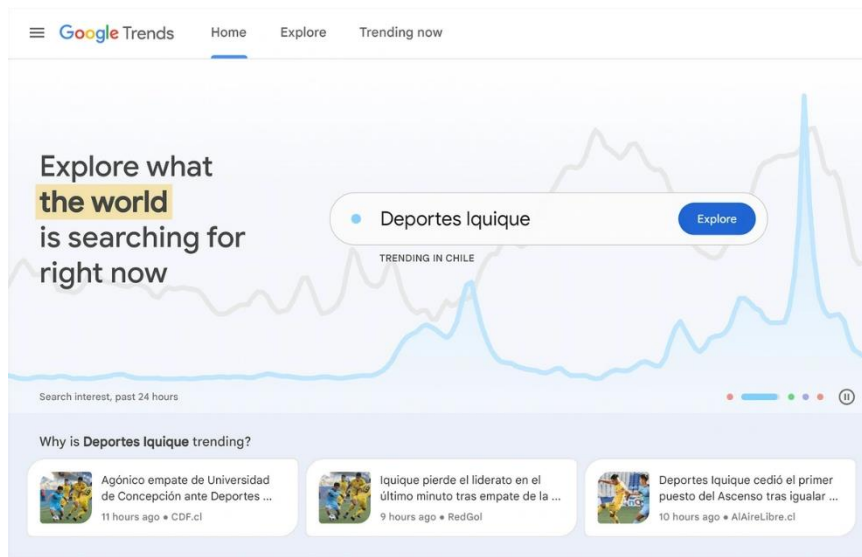 Google Trends
Home
Explore
Trending now
Explore what
the world
is searching for
right now
Deportes Iquique
Explore
TRENDING IN CHILE
Search interest, past 24 hours
Why is Deportes Iquique trending?
Agónico empate de Universidad
de Concepción ante Deportes ...
11 hours ago • CDF.cl
Iquique pierde el liderato en el
último minuto tras empate de la ...
9 hours ago • RedGol
Deportes Iquique cedió el primer
puesto del Ascenso tras igualar ...
10 hours ago • AlAireLibre.cl